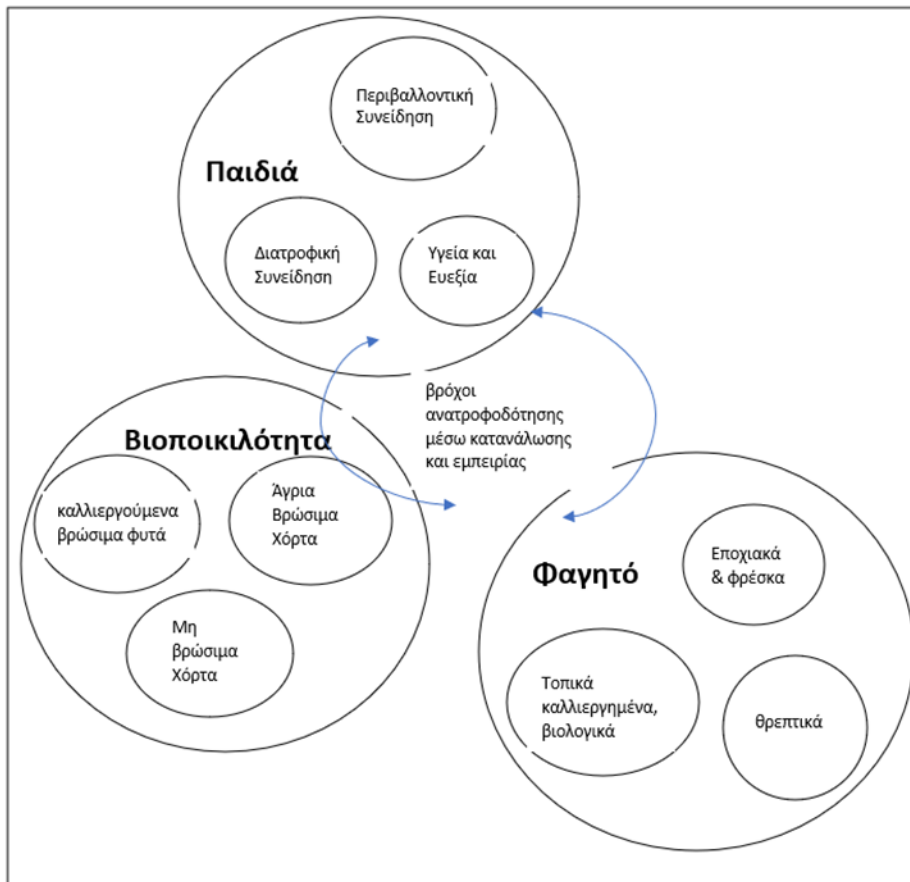 Περιβαλλοντική
Συνείδηση
Παιδιά
Διατροφική
Συνείδηση
Υγεία και
Ευεξία
βρόχοι
ανατροφοδότησης
μέσω κατανάλωσης
και εμπειρίας
Βιοποικιλότητα
καλλιεργούμενα
βρώσιμα φυτά
Άγρια
Βρώσιμα
Χόρτα
Μη
βρώσιμα
Χόρτα
Φαγητό
Εποχιακά
& φρέσκα
Τοπικά
καλλιεργημένα,
βιολογικά
θρεπτικά